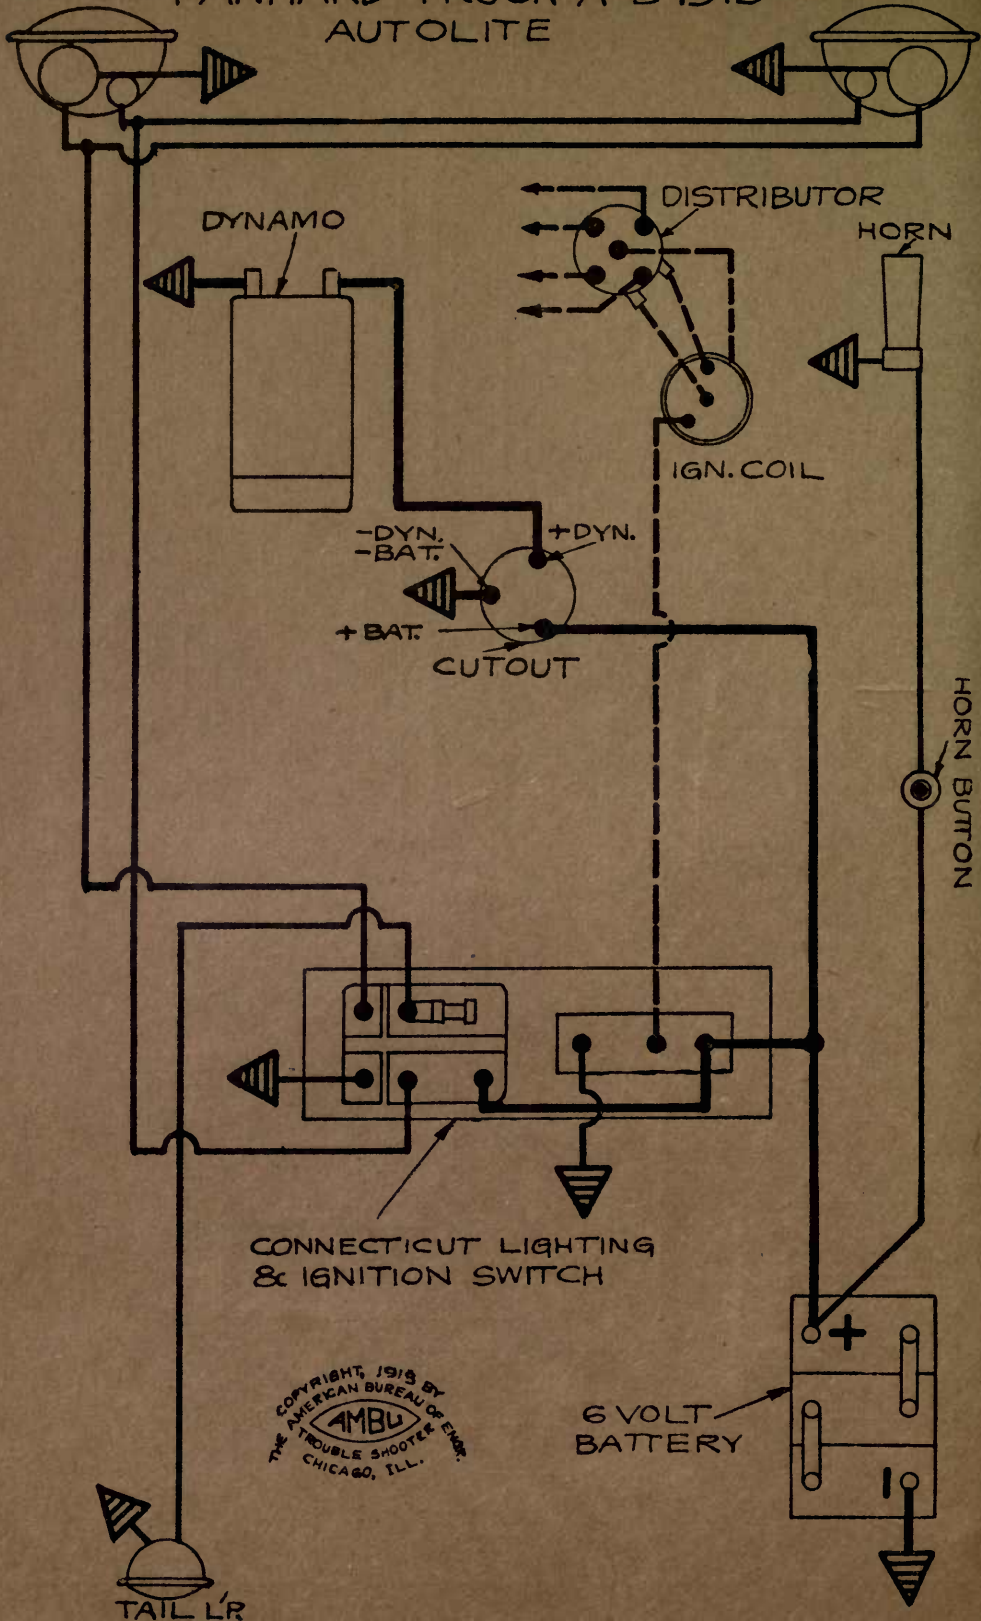 AUTOLITE
DISTRIBUTOR
DYNAMO
HORN
IGN. COIL
-DYN.
-BAT.
+DYN.
+ BAT.
CUTOUT
HORN BUTTON
CONNECTICUT LIGHTING
& IGNITION SWITCH
COPYRIGHT, 1918 BY
THE AMERICAN BUREAU OF ENGR.
AMBU
TROUBLE SHOOTER
CHICAGO, ILL.
+
6 VOLT
BATTERY
-
TAIL L'P.